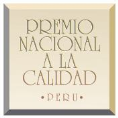 PREMIO
NACIONAL
A LA
CALIDAD
• PERU •